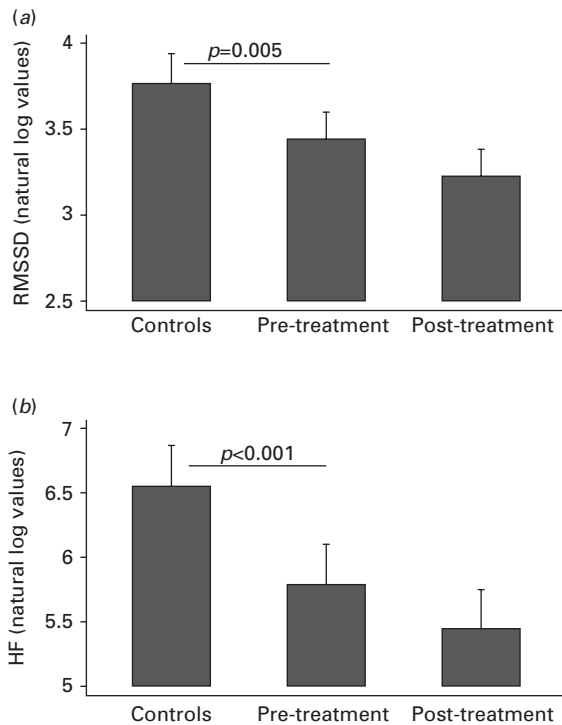 (a)
4
p=0.005
3.5
3
2.5
RMSSD (natural log values)
Controls Pre-treatment Post-treatment
(b)
7
p<0.001
6.5
6
5.5
5
HF (natural log values)
Controls Pre-treatment Post-treatment